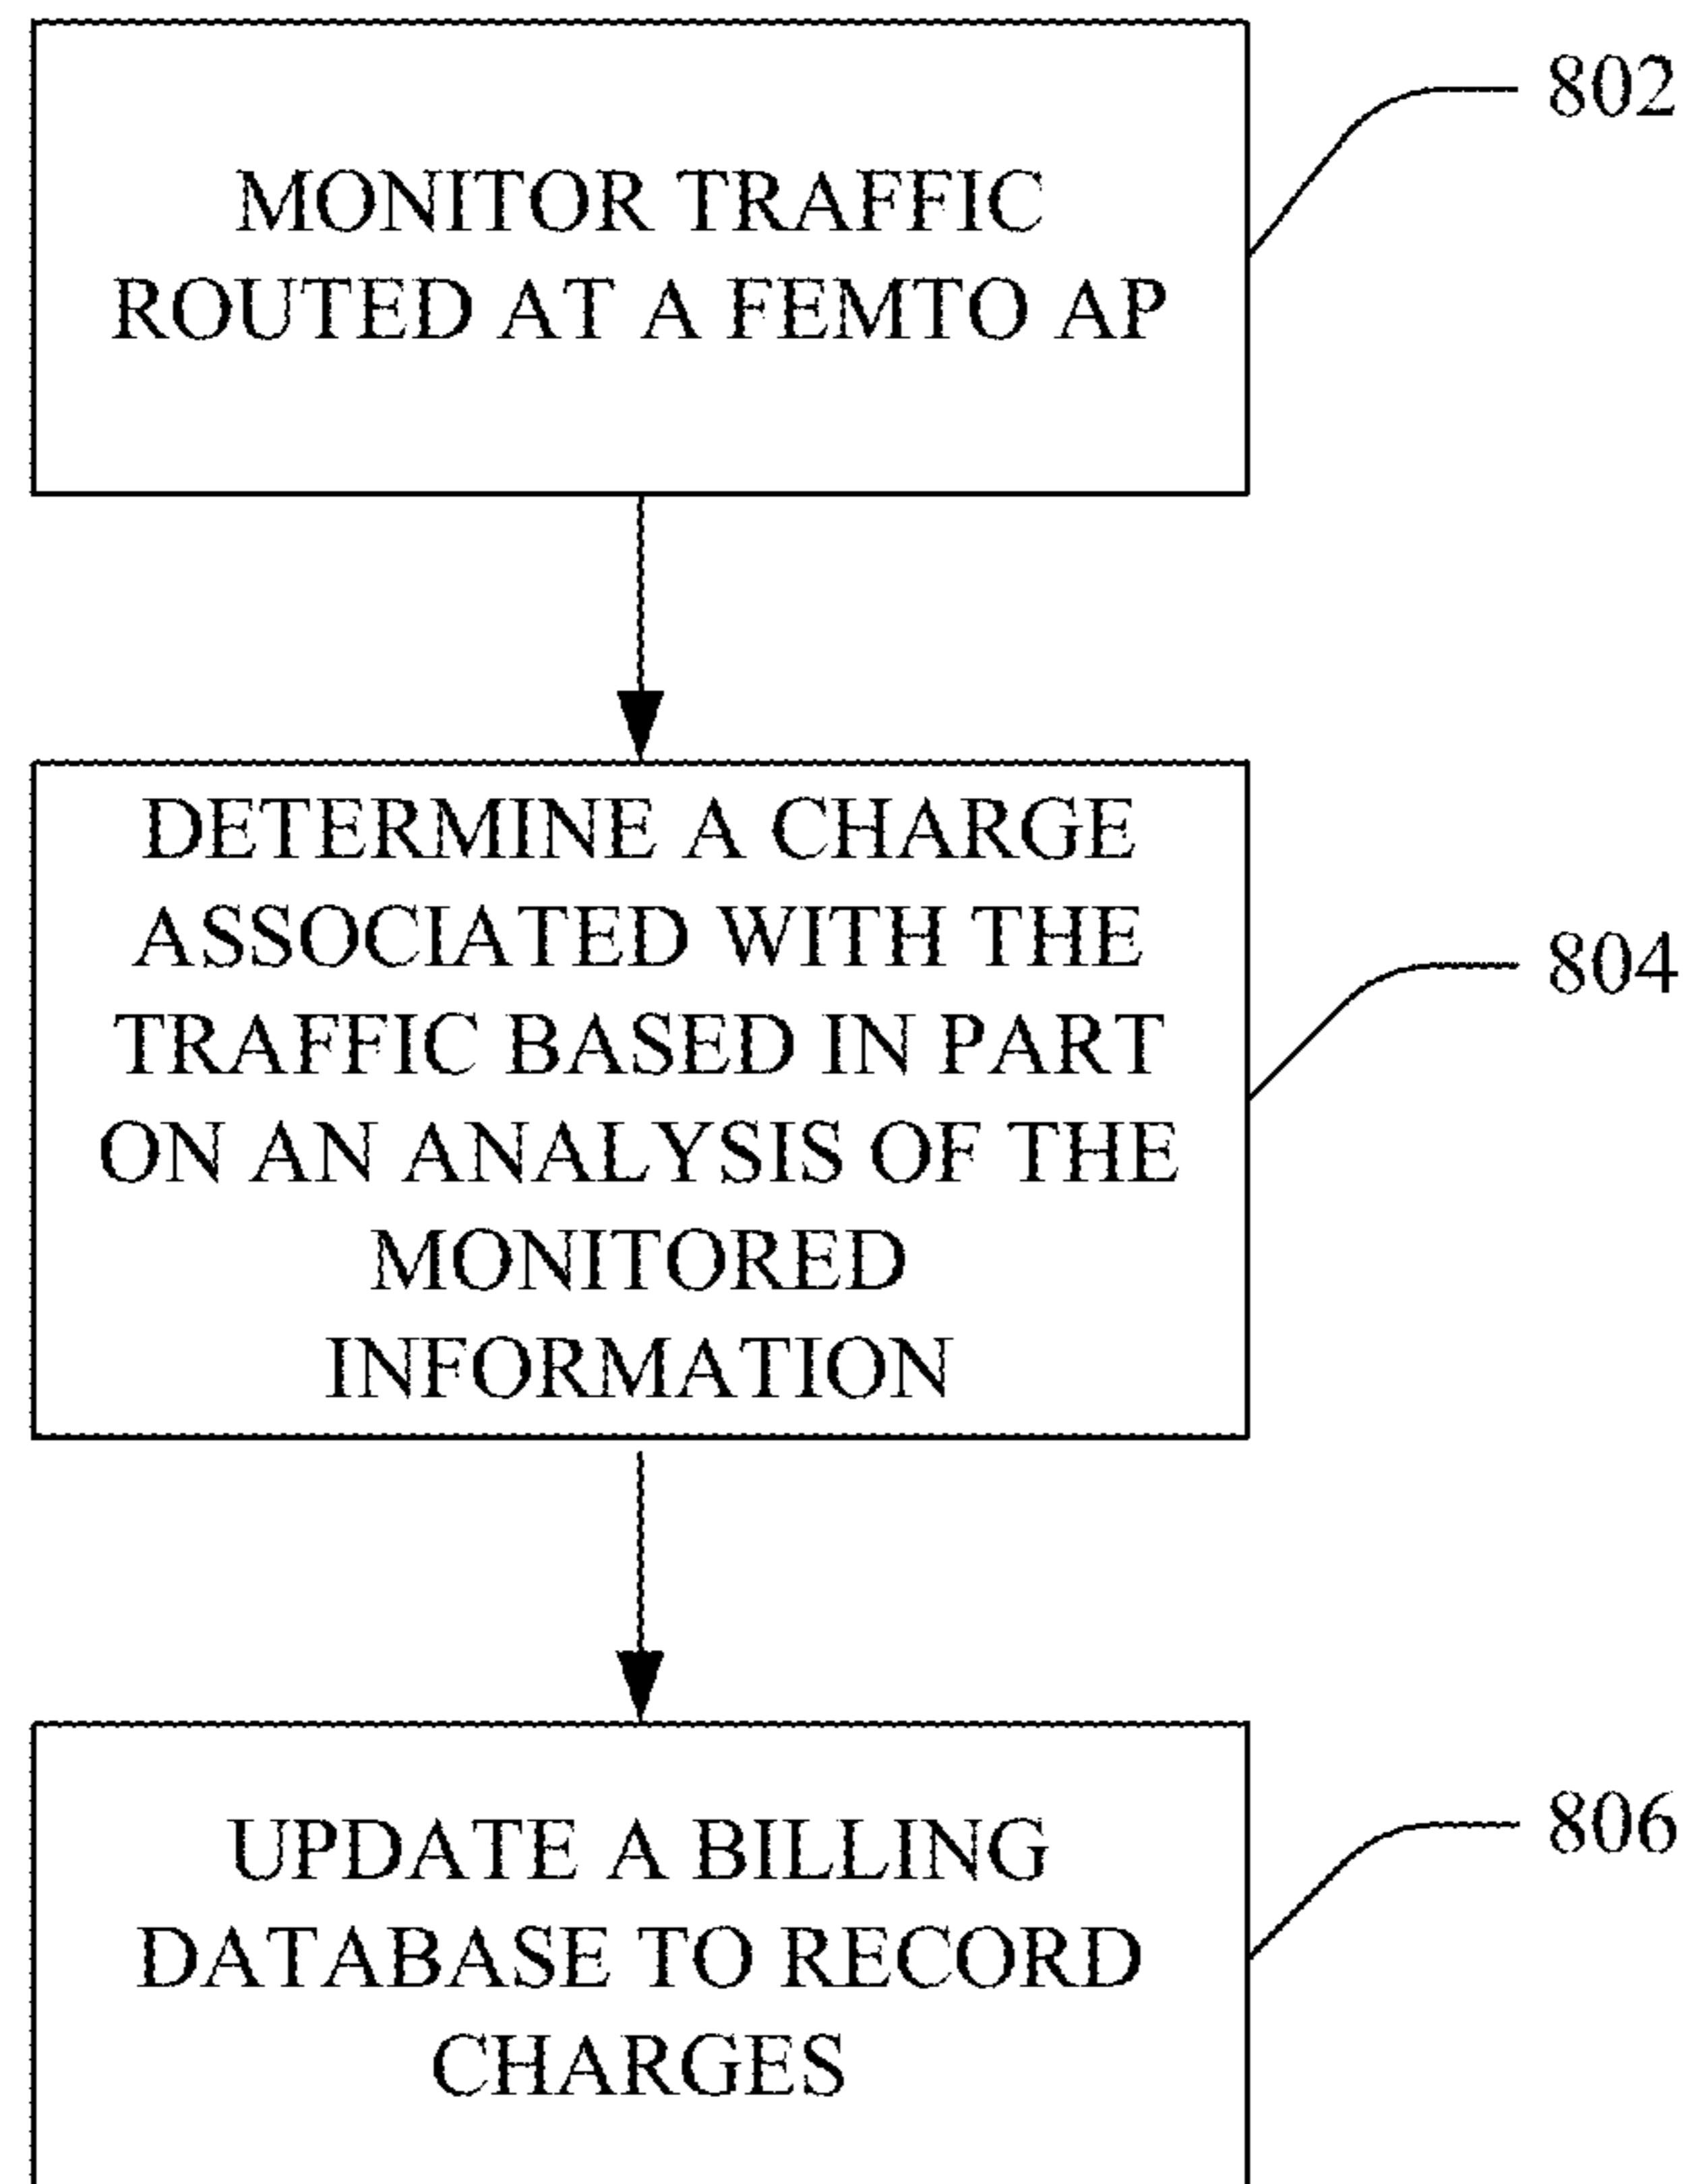 MONITOR TRAFFIC
ROUTED AT A FEMTO AP
802
DETERMINE A CHARGE
ASSOCIATED WITH THE
TRAFFIC BASED IN PART
ON AN ANALYSIS OF THE
MONITORED
INFORMATION
804
UPDATE A BILLING
DATABASE TO RECORD
CHARGES
806